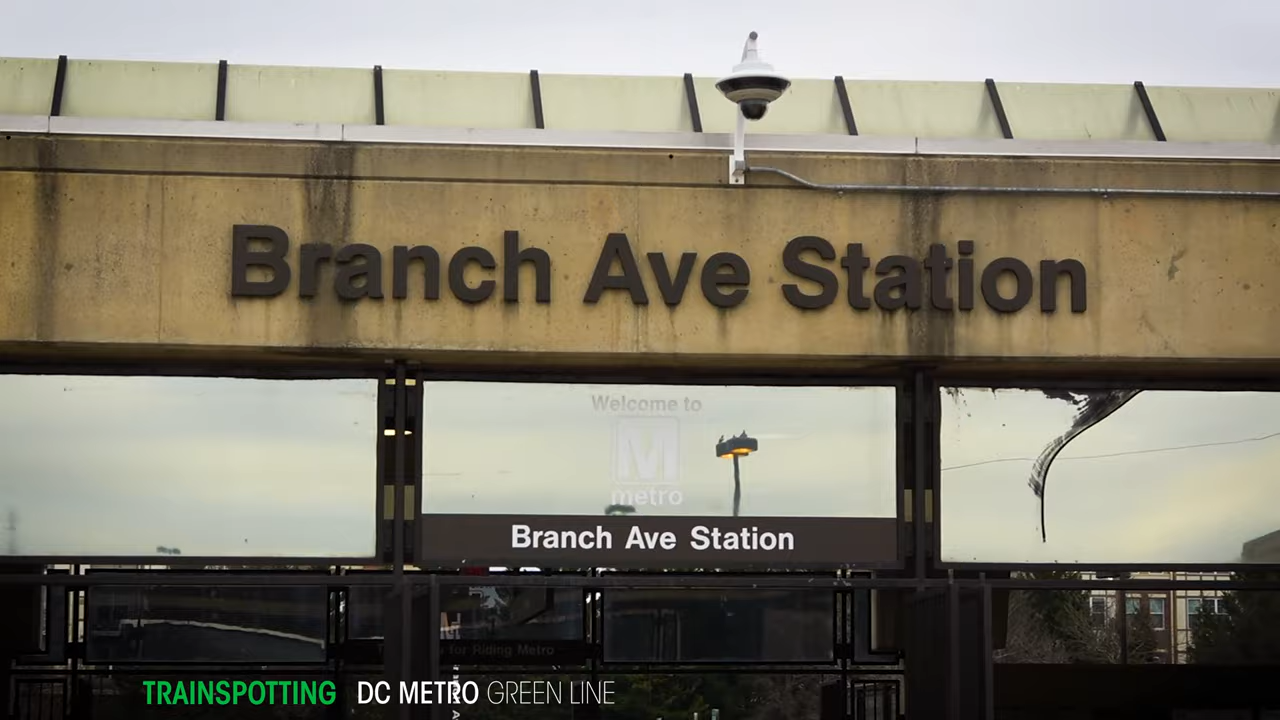 Branch Ave Station
Welcome to
M
metro
Branch Ave Station
for Riding Metro
TRAINSPOTTING DC METRO GREEN LINE